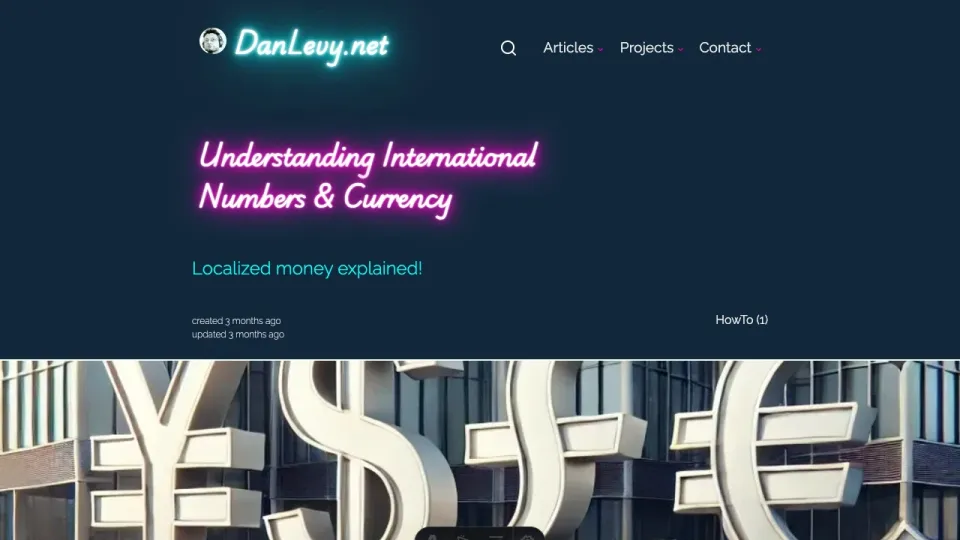 DanLevy.net
Articles
Projects
Contact
Understanding International
Numbers & Currency
Localized money explained!
created 3 months ago
updated 3 months ago
HowTo (1)
¥ $ €